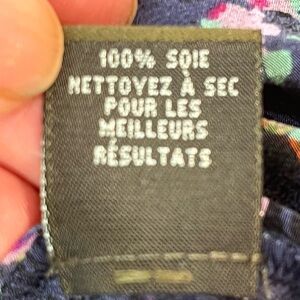 100% SOIE
NETTOYEZ À SEC
POUR LES
MEILLEURS
RÉSULTATS